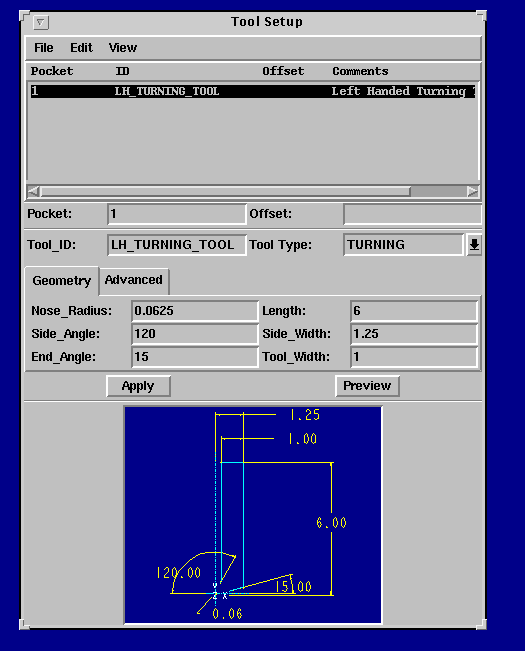 Tool Setup
File Edit View
Pocket ID Offset Comments
1 LH_TURNING_TOOL Left Handed Turning
Pocket: 1 Offset:
Tool_ID: LH_TURNING_TOOL Tool Type: TURNING
Geometry Advanced
Nose_Radius: 0.0625 Length: 6
Side_Angle: 120 Side_Width: 1.25
End_Angle: 15 Tool_Width: 1
Apply Preview
1.25
1.00
6.00
120.00 15.00
Y
Z X
0.06